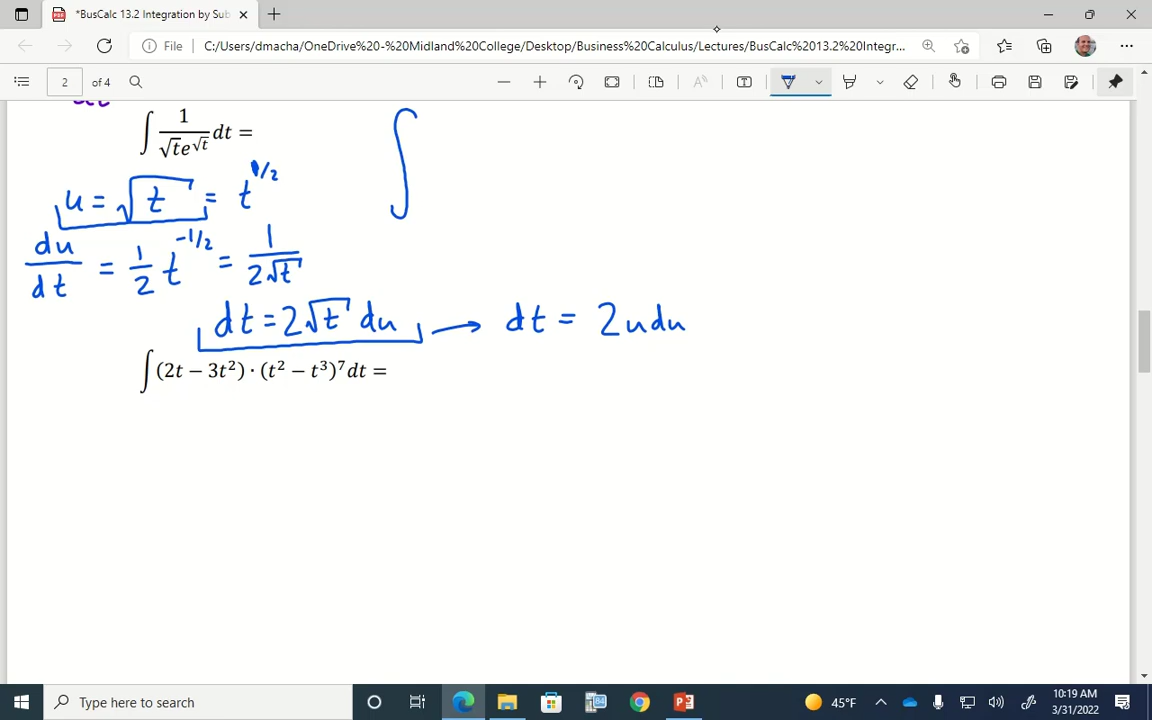 *BusCalc 13.2 Integration by Sub
File C:/Users/dmacha/OneDrive%20-%20Midland%20College/Desktop/Business%20Calculus/Lectures/BusCalc%2013.2%20Integr...
2 of 4
∫ 1/(√t e^√t) dt = ∫
u = √t = t^1/2
du/dt = 1/2 t^-1/2 = 1/(2√t)
dt = 2√t du → dt = 2udu
∫(2t − 3t²) · (t² − t³)⁷ dt =
Type here to search
45°F
10:19 AM
3/31/2022